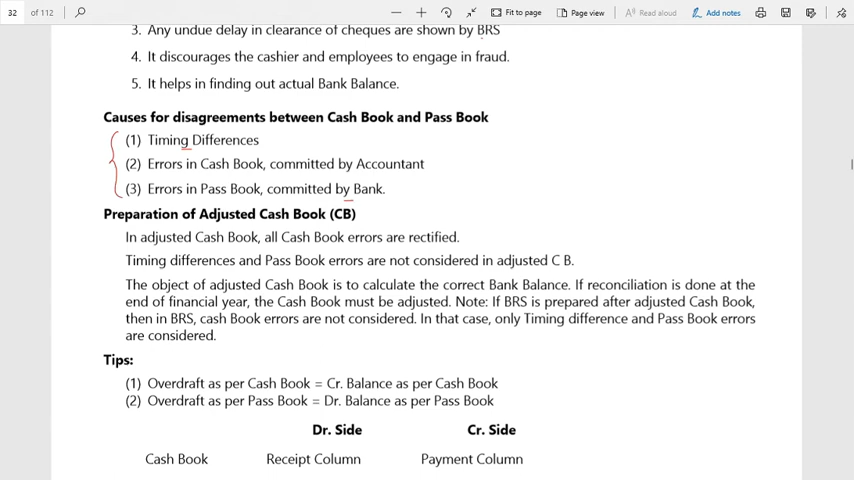 32 of 112
Fit to page
Page view
Read aloud
Add notes
3. Any undue delay in clearance of cheques are shown by BRS
4. It discourages the cashier and employees to engage in fraud.
5. It helps in finding out actual Bank Balance.
Causes for disagreements between Cash Book and Pass Book
(1) Timing Differences
(2) Errors in Cash Book, committed by Accountant
(3) Errors in Pass Book, committed by Bank.
Preparation of Adjusted Cash Book (CB)
In adjusted Cash Book, all Cash Book errors are rectified.
Timing differences and Pass Book errors are not considered in adjusted C B.
The object of adjusted Cash Book is to calculate the correct Bank Balance. If reconciliation is done at the
end of financial year, the Cash Book must be adjusted. Note: If BRS is prepared after adjusted Cash Book,
then in BRS, cash Book errors are not considered. In that case, only Timing difference and Pass Book errors
are considered.
Tips:
(1) Overdraft as per Cash Book = Cr. Balance as per Cash Book
(2) Overdraft as per Pass Book = Dr. Balance as per Pass Book
Dr. Side Cr. Side
Cash Book Receipt Column Payment Column